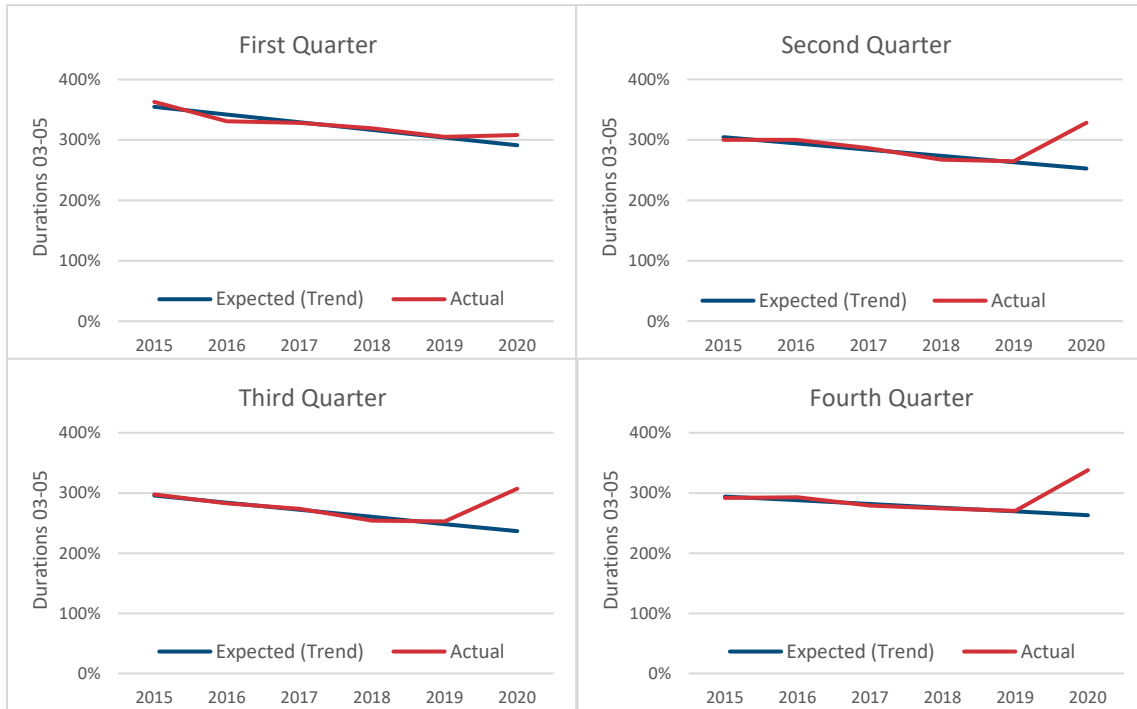 First Quarter
Durations 03-05
400%
300%
200%
100%
0%
Expected (Trend) Actual
2015 2016 2017 2018 2019 2020
Second Quarter
Durations 03-05
400%
300%
200%
100%
0%
Expected (Trend) Actual
2015 2016 2017 2018 2019 2020
Third Quarter
Durations 03-05
400%
300%
200%
100%
0%
Expected (Trend) Actual
2015 2016 2017 2018 2019 2020
Fourth Quarter
Durations 03-05
400%
300%
200%
100%
0%
Expected (Trend) Actual
2015 2016 2017 2018 2019 2020